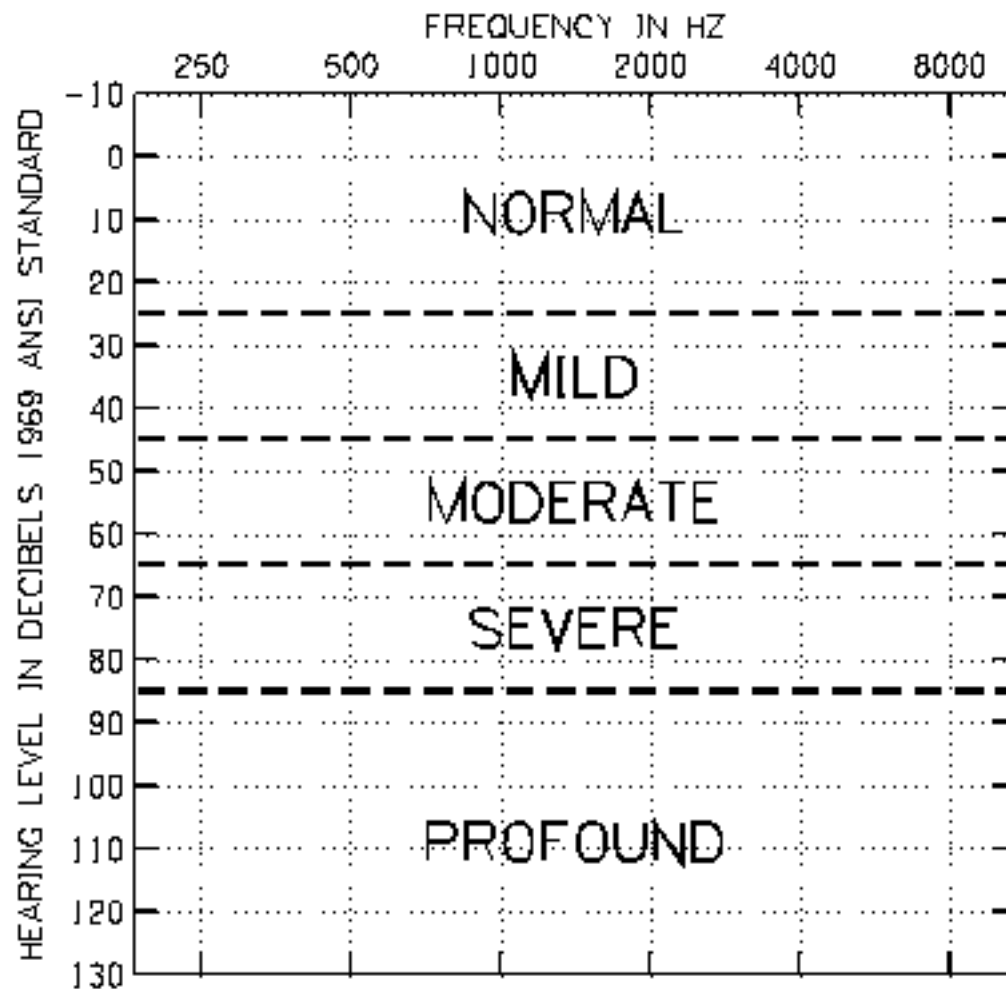 FREQUENCY IN HZ
250 500 1000 2000 4000 8000
HEARING LEVEL IN DECIBELS 1969 ANSI STANDARD
-10
0
10
20
30
40
50
60
70
80
90
100
110
120
130
NORMAL
MILD
MODERATE
SEVERE
PROFOUND